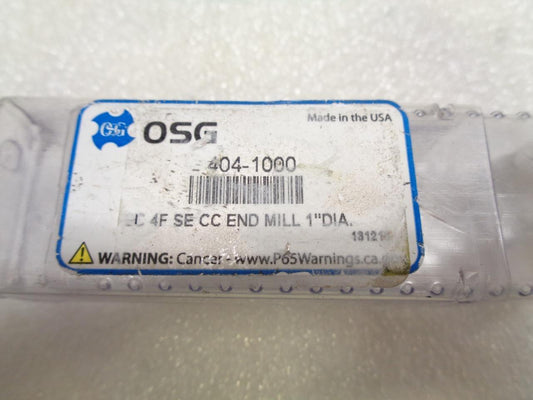 Made in the USA
OSG OSG
404-1000
4F SE CC END MILL 1"DIA.
WARNING: Cancer - www.P65Warnings.ca.